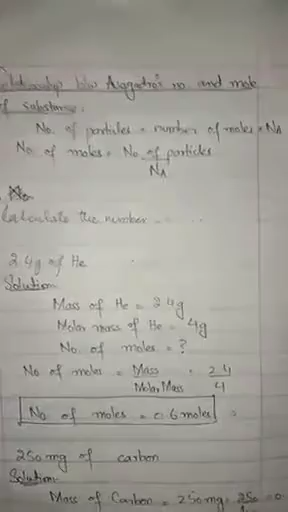 relationship b/w Avogadro's no. and mole
of substance:
No. of particles = number of moles × NA
No. of moles = No. of particles
NA
No
Calculate the number
2.4g of He
Solution
Mass of He = 2.4g
Molar mass of He = 4g
No. of moles = ?
No of moles = Mass = 2.4
Molar Mass 4
No of moles = 0.6 moles
250 mg of carbon
Solution
Mass of Carbon = 250mg = 250 = 0.